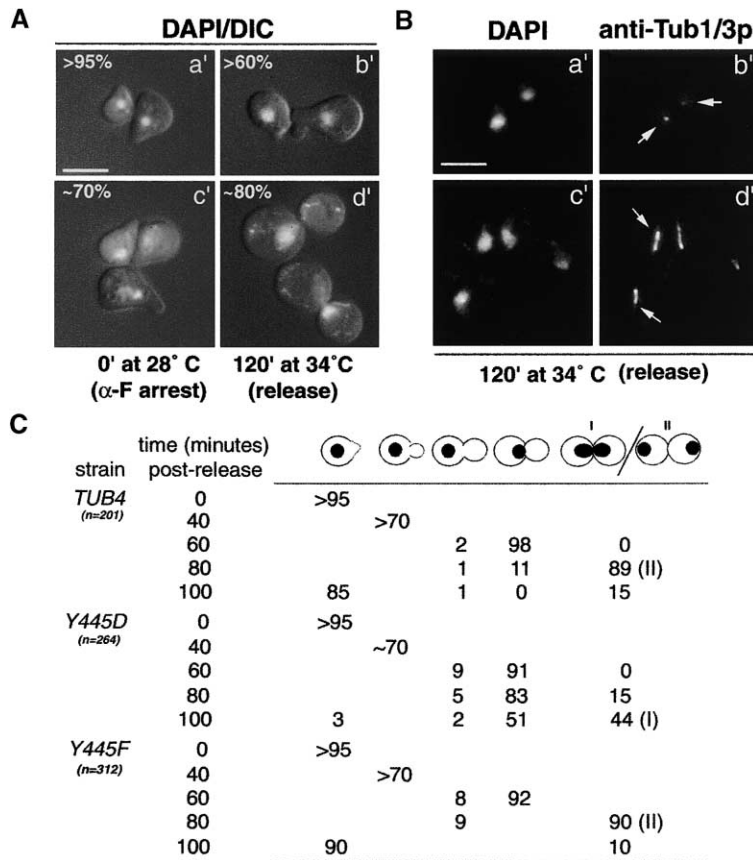 A
DAPI/DIC
>95%
a'
>60%
b'
~70%
c'
~80%
d'
0' at 28° C
(α-F arrest)
120' at 34°C
(release)
B
DAPI
anti-Tub1/3p
a'
b'
c'
d'
120' at 34° C (release)
C
strain
time (minutes)
post-release
I
II
TUB4
(n=201)
0 >95
40 >70
60 2 98 0
80 1 11 89 (II)
100 85 1 0 15
Y445D
(n=264)
0 >95
40 ~70
60 9 91 0
80 5 83 15
100 3 2 51 44 (I)
Y445F
(n=312)
0 >95
40 >70
60 8 92
80 9 90 (II)
100 90 10